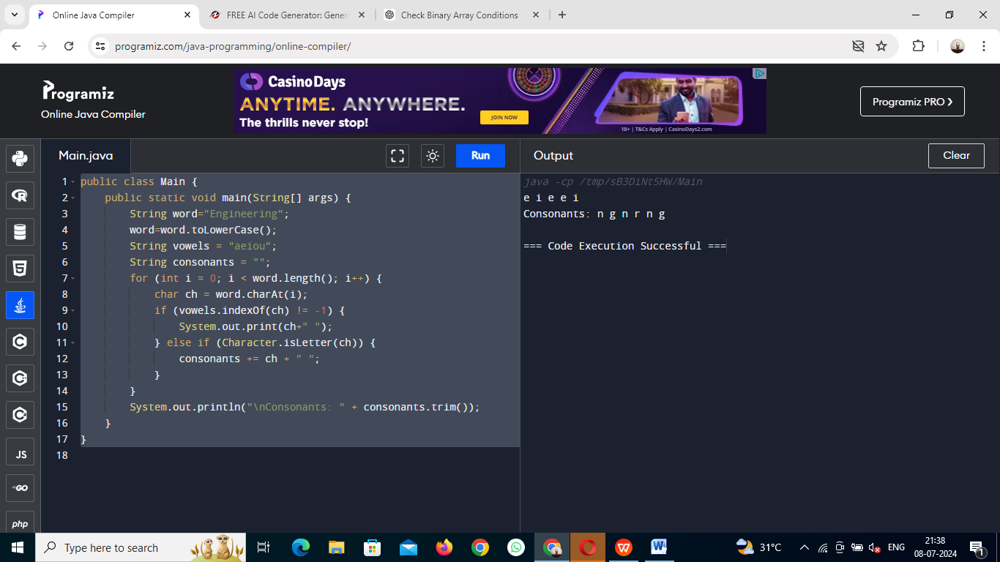 Online Java Compiler
FREE AI Code Generator: Genera
Check Binary Array Conditions
programiz.com/java-programming/online-compiler/
Programiz
Online Java Compiler
CasinoDays
ANYTIME. ANYWHERE.
The thrills never stop!
JOIN NOW
18+ | T&Cs Apply | CasinoDays2.com
Programiz PRO ❯
Main.java
Run
Output
Clear
1 public class Main {
2 public static void main(String[] args) {
3 String word="Engineering";
4 word=word.toLowerCase();
5 String vowels = "aeiou";
6 String consonants = "";
7 for (int i = 0; i < word.length(); i++) {
8 char ch = word.charAt(i);
9 if (vowels.indexOf(ch) != -1) {
10 System.out.print(ch+" ");
11 } else if (Character.isLetter(ch)) {
12 consonants += ch + " ";
13 }
14 }
15 System.out.println("\nConsonants: " + consonants.trim());
16 }
17 }
18
java -cp /tmp/sB3DiNt5HW/Main
e i e e i
Consonants: n g n r n g
=== Code Execution Successful ===
JS
GO
php
Type here to search
31°C
ENG
21:38
08-07-2024
1